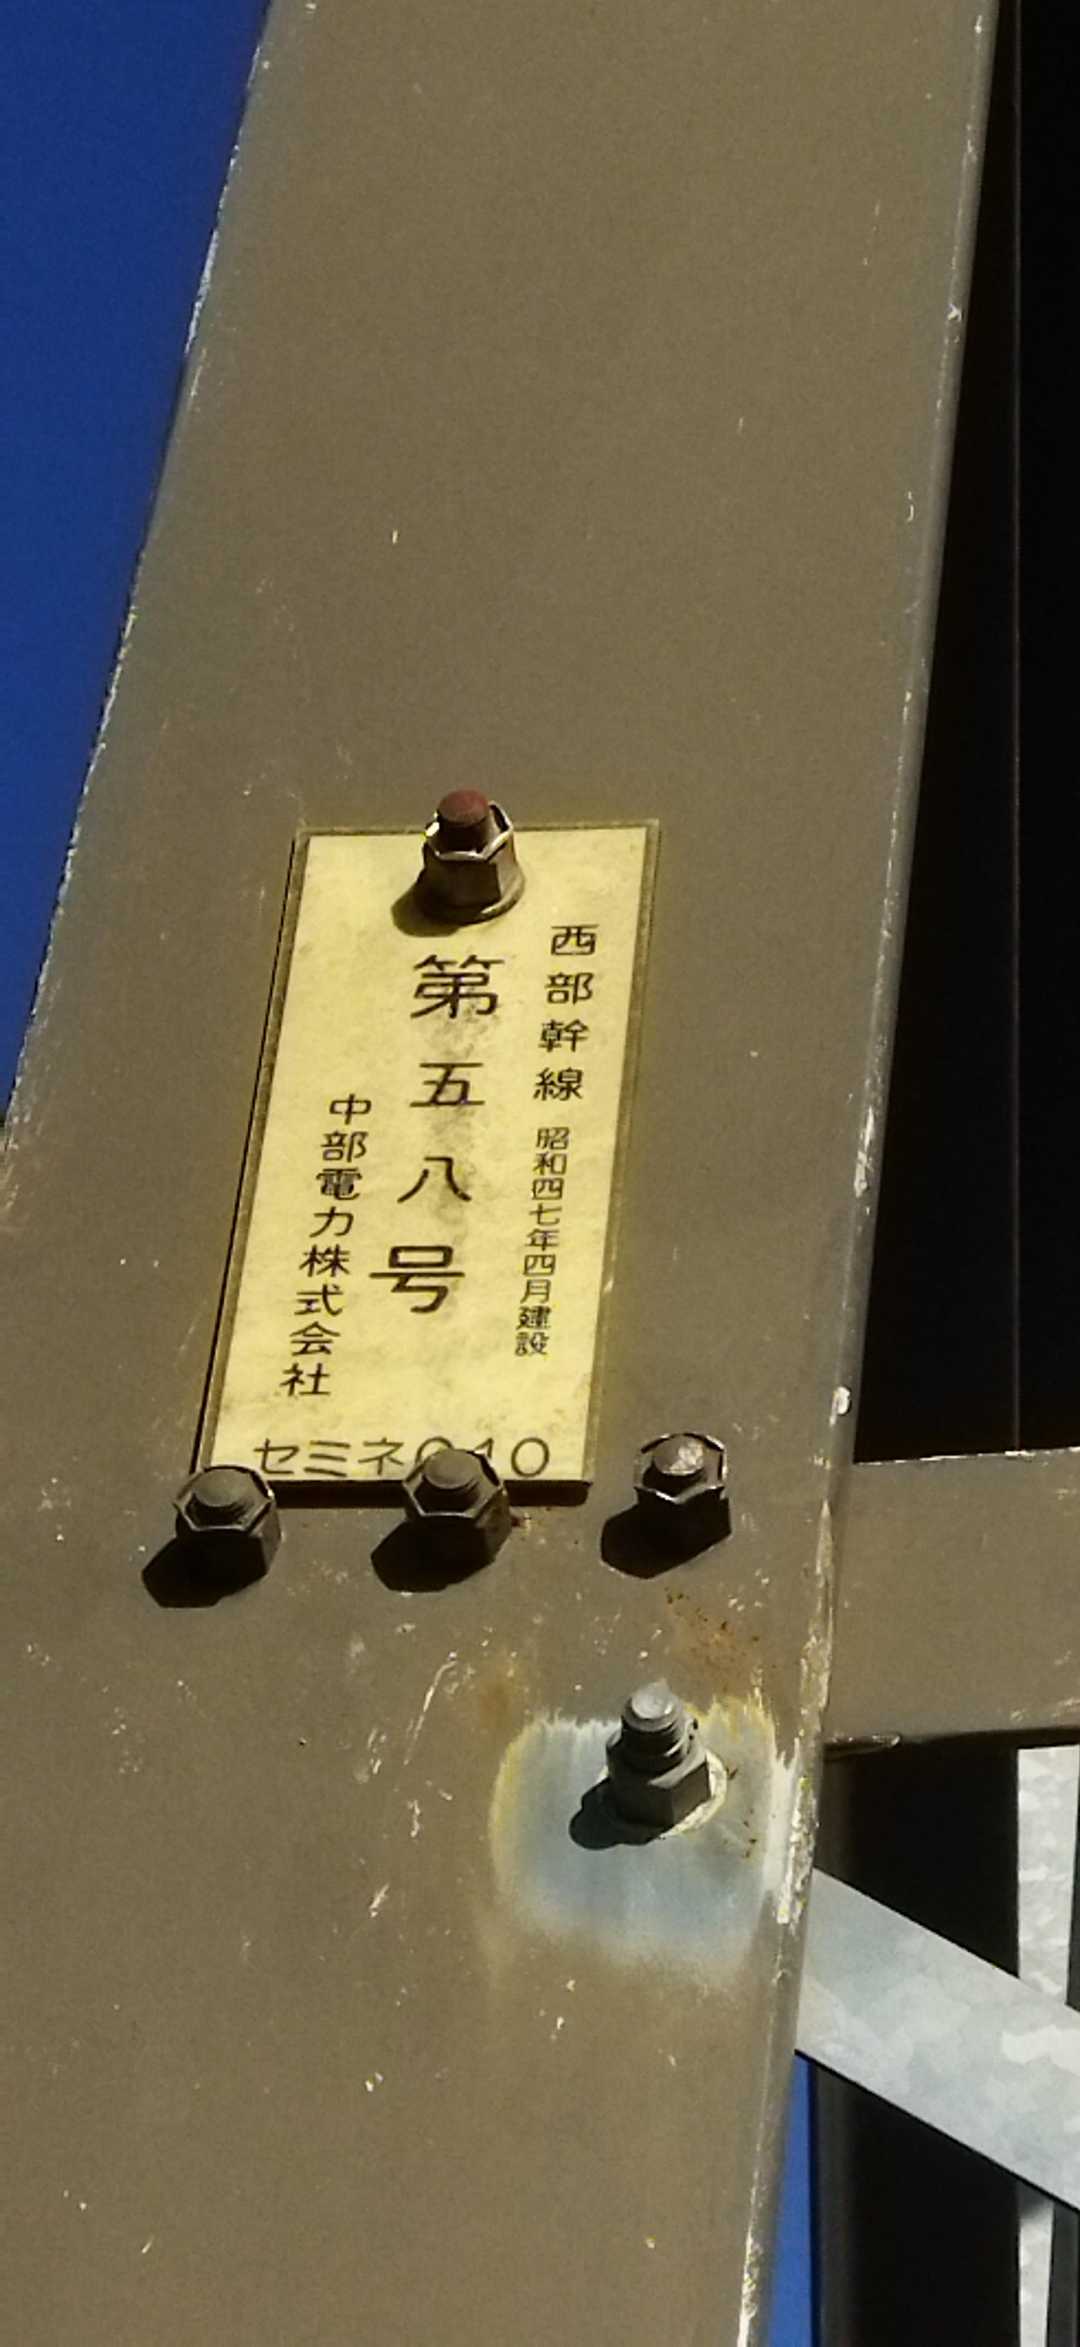 西部幹線 昭和四七年四月建設
第五八号
中部電力株式会社
セミネ010